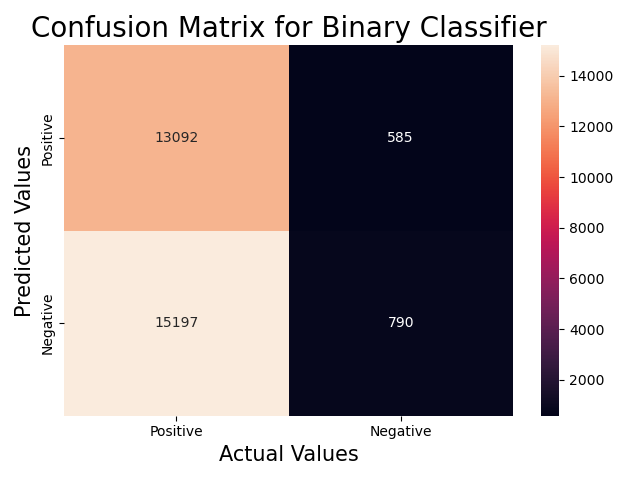 Confusion Matrix for Binary Classifier
Predicted Values
Positive
Negative
13092
585
15197
790
Positive
Negative
Actual Values
14000
12000
10000
8000
6000
4000
2000